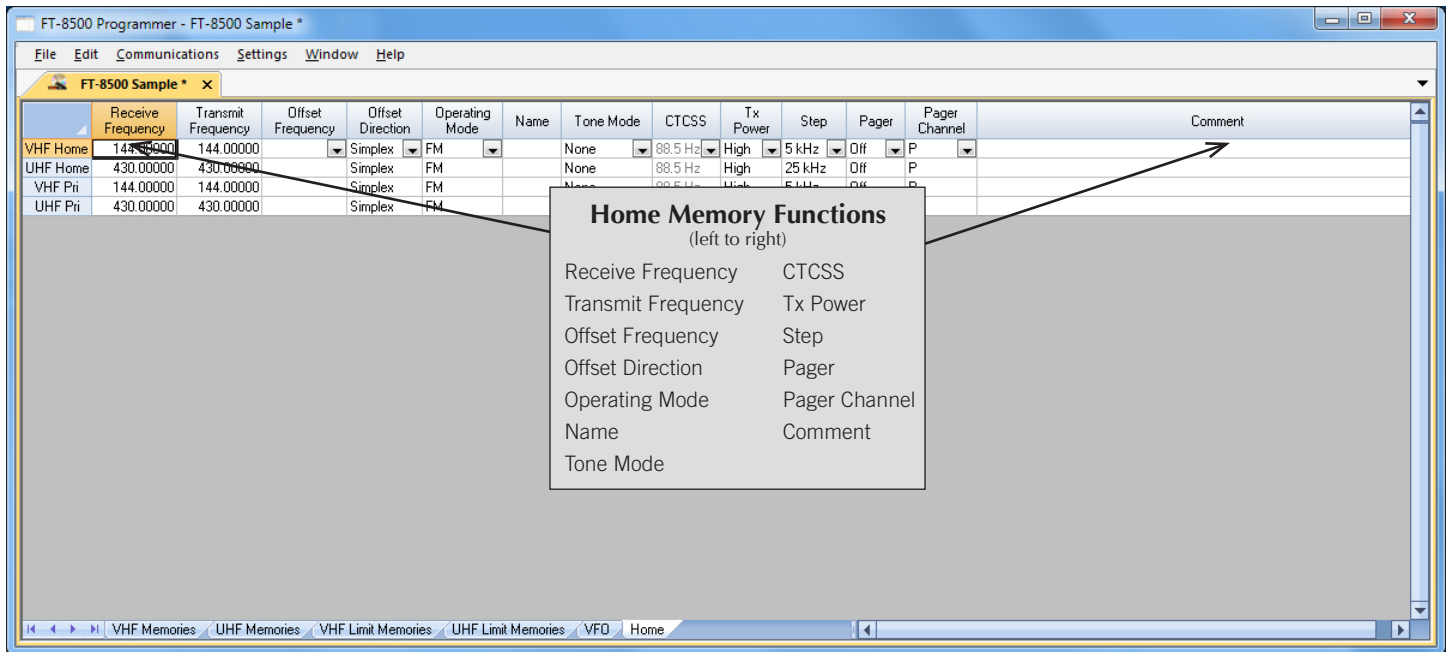 FT-8500 Programmer - FT-8500 Sample *
File Edit Communications Settings Window Help
FT-8500 Sample * X
Receive Frequency Transmit Frequency Offset Frequency Offset Direction Operating Mode Name Tone Mode CTCSS Tx Power Step Pager Pager Channel Comment
VHF Home 144.00000 144.00000 Simplex FM None 88.5 Hz High 5 kHz Off P
UHF Home 430.00000 430.00000 Simplex FM None 88.5 Hz High 25 kHz Off P
VHF Pri 144.00000 144.00000 Simplex FM
UHF Pri 430.00000 430.00000 Simplex FM
Home Memory Functions
(left to right)
Receive Frequency CTCSS
Transmit Frequency Tx Power
Offset Frequency Step
Offset Direction Pager
Operating Mode Pager Channel
Name Comment
Tone Mode
VHF Memories UHF Memories VHF Limit Memories UHF Limit Memories VFO Home